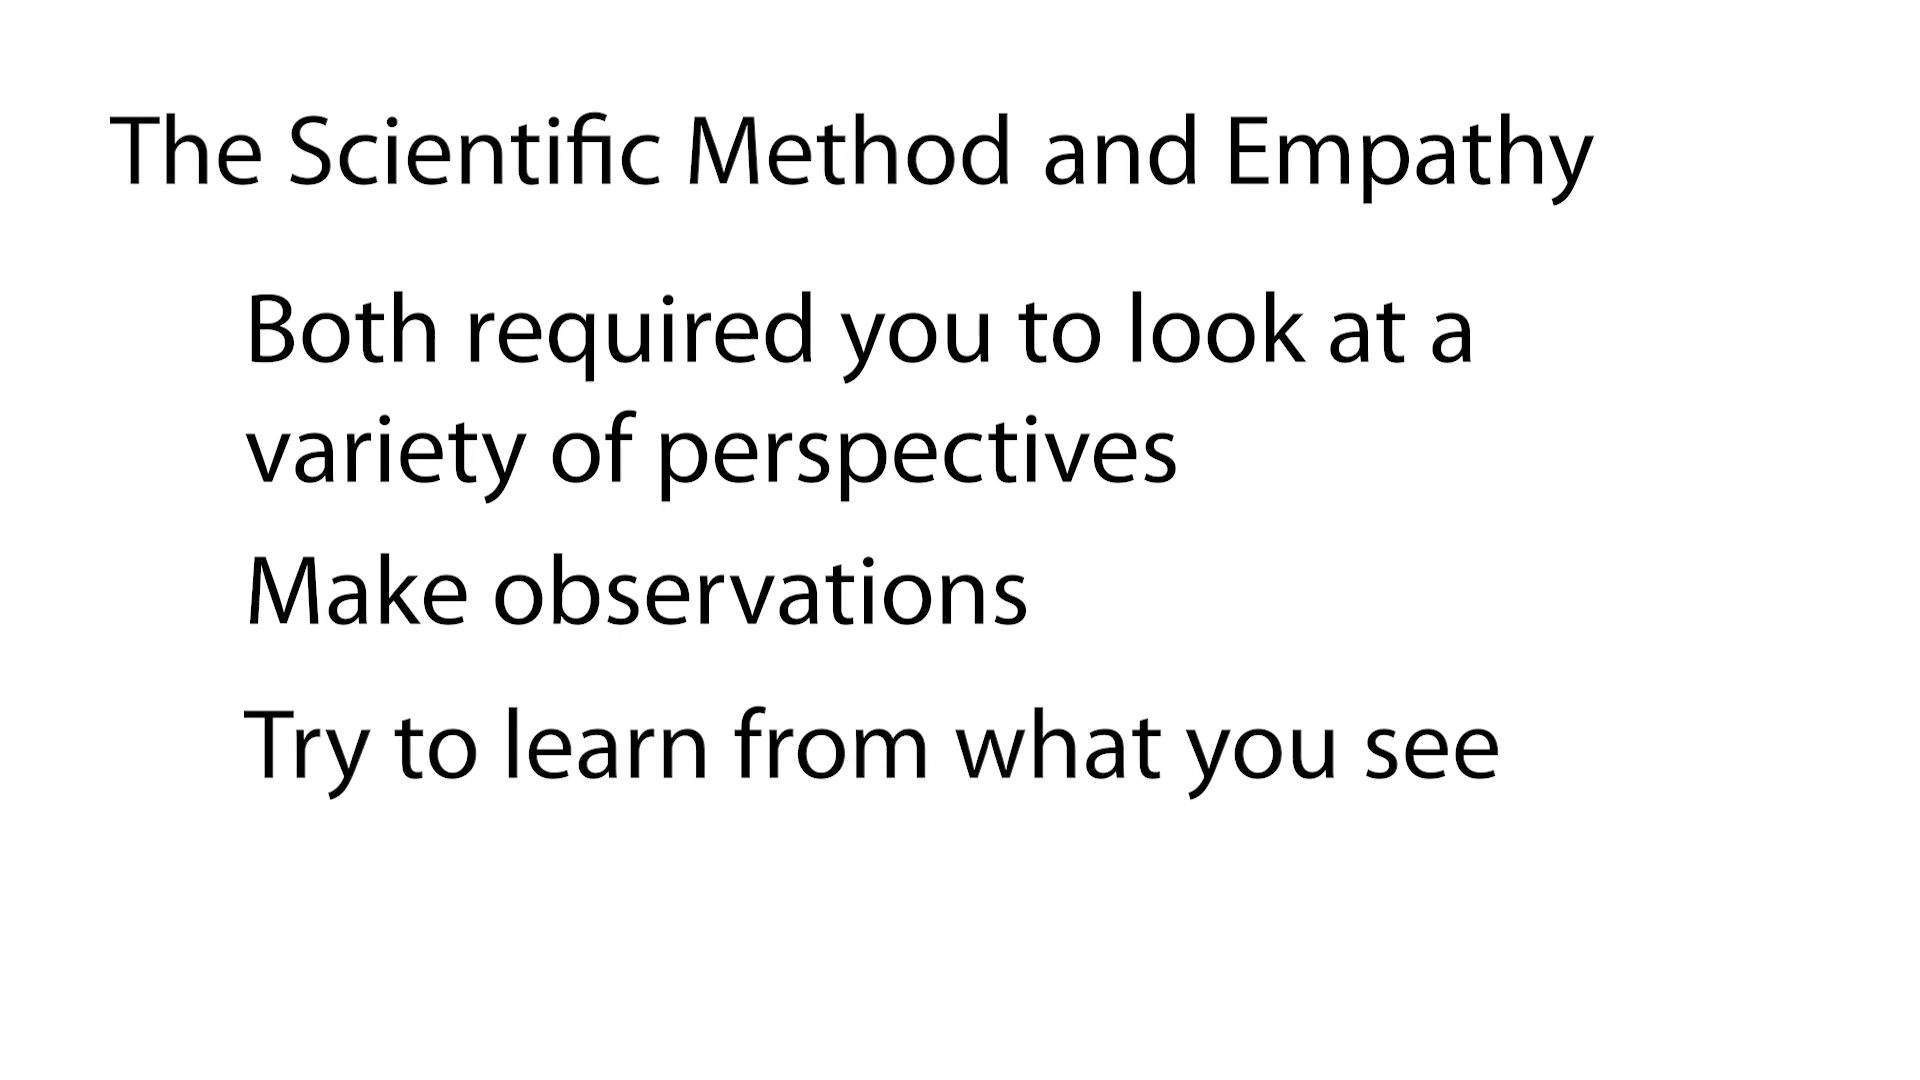 The Scientific Method and Empathy
Both required you to look at a
variety of perspectives
Make observations
Try to learn from what you see